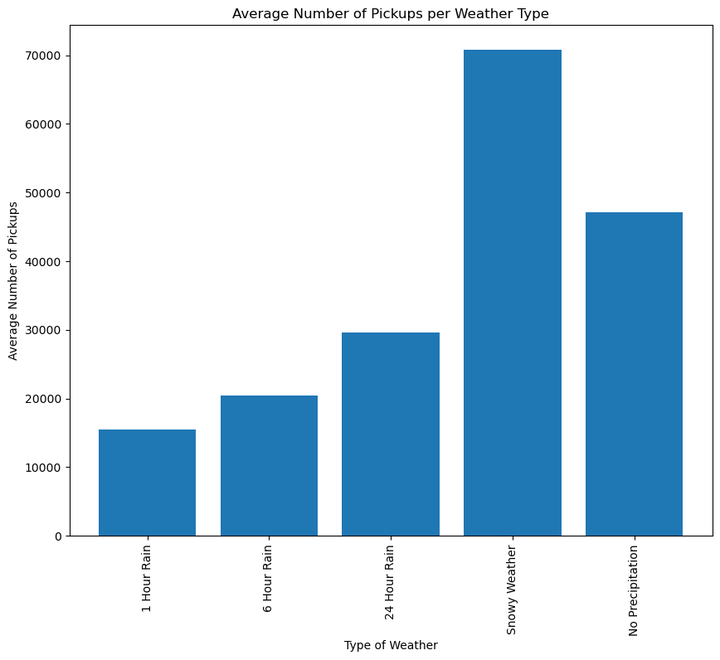 Average Number of Pickups per Weather Type
Average Number of Pickups
70000
60000
50000
40000
30000
20000
10000
0
1 Hour Rain
6 Hour Rain
24 Hour Rain
Snowy Weather
No Precipitation
Type of Weather